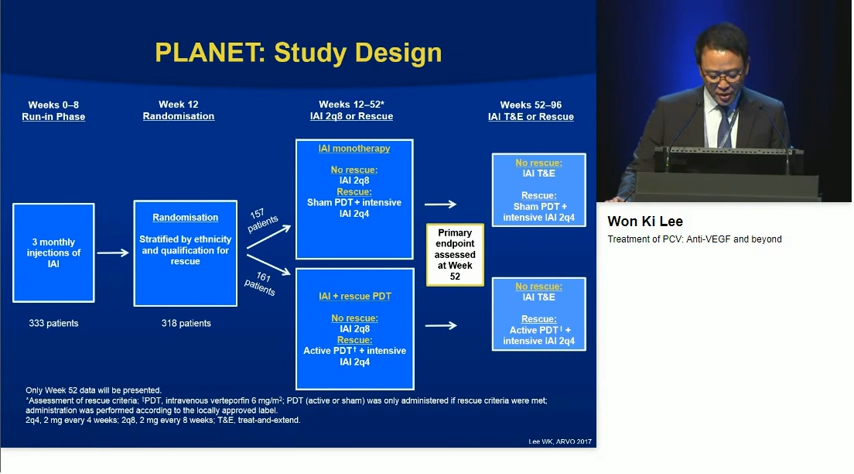 PLANET: Study Design
Weeks 0–8
Run-in Phase
Week 12
Randomisation
Weeks 12–52*
IAI 2q8 or Rescue
Weeks 52–96
IAI T&E or Rescue
3 monthly
injections of
IAI
333 patients
Randomisation
Stratified by ethnicity
and qualification for
rescue
318 patients
157
patients
161
patients
IAI monotherapy
No rescue:
IAI 2q8
Rescue:
Sham PDT + intensive
IAI 2q4
IAI + rescue PDT
No rescue:
IAI 2q8
Rescue:
Active PDT† + intensive
IAI 2q4
Primary
endpoint
assessed
at Week
52
No rescue:
IAI T&E
Rescue:
Sham PDT +
intensive IAI 2q4
No rescue:
IAI T&E
Rescue:
Active PDT† +
intensive IAI 2q4
Only Week 52 data will be presented.
*Assessment of rescue criteria; †PDT, intravenous verteporfin 6 mg/m²; PDT (active or sham) was only administered if rescue criteria were met;
administration was performed according to the locally approved label.
2q4, 2 mg every 4 weeks; 2q8, 2 mg every 8 weeks; T&E, treat-and-extend.
Lee WK, ARVO 2017
Won Ki Lee
Treatment of PCV: Anti-VEGF and beyond